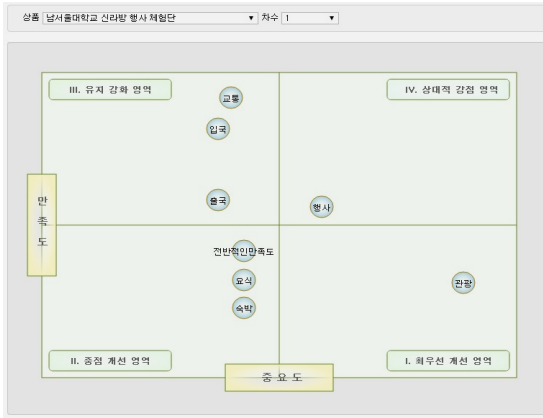 상품 남서울대학교 신라방 행사 체험단 차수 1
III. 유지 강화 영역
IV. 상대적 강점 영역
교통
입국
출국
행사
만족도
전반적인만족도
요식
관광
숙박
II. 중점 개선 영역
I. 최우선 개선 영역
중요도